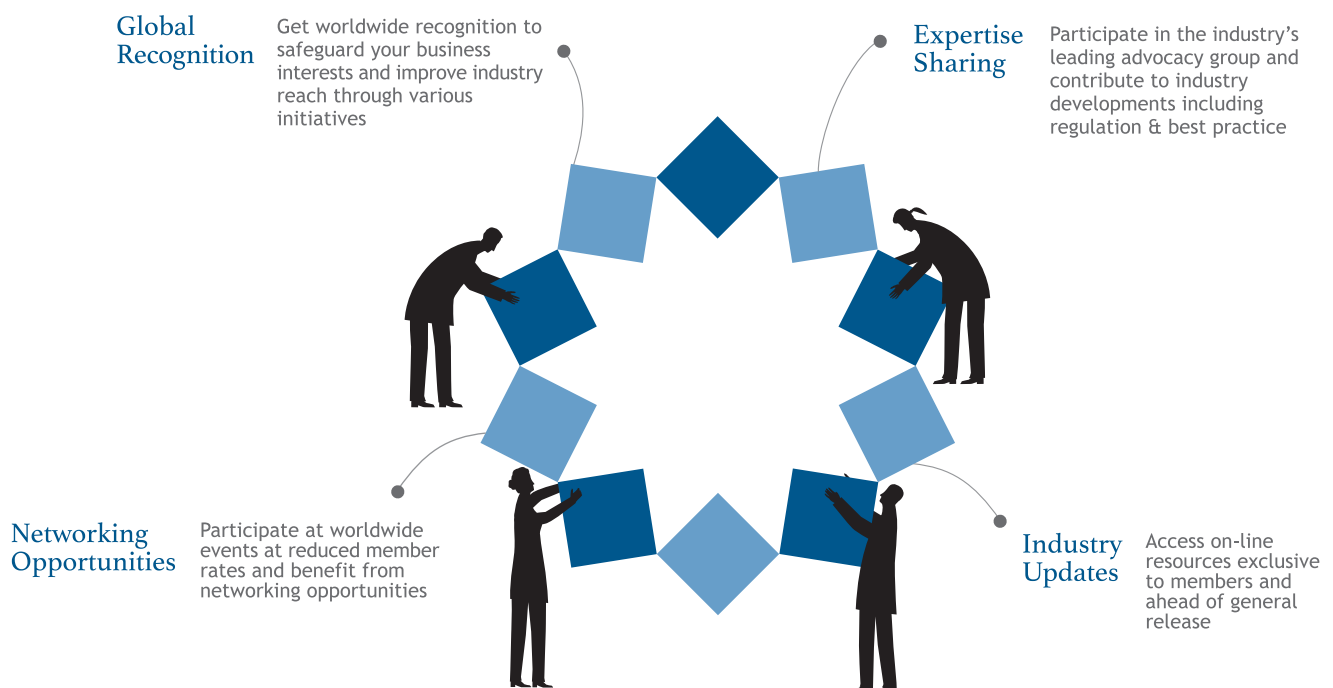 Global
Recognition
Get worldwide recognition to
safeguard your business
interests and improve industry
reach through various
initiatives
Expertise
Sharing
Participate in the industry’s
leading advocacy group and
contribute to industry
developments including
regulation & best practice
Networking
Opportunities
Participate at worldwide
events at reduced member
rates and benefit from
networking opportunities
Industry
Updates
Access on-line
resources exclusive
to members and
ahead of general
release